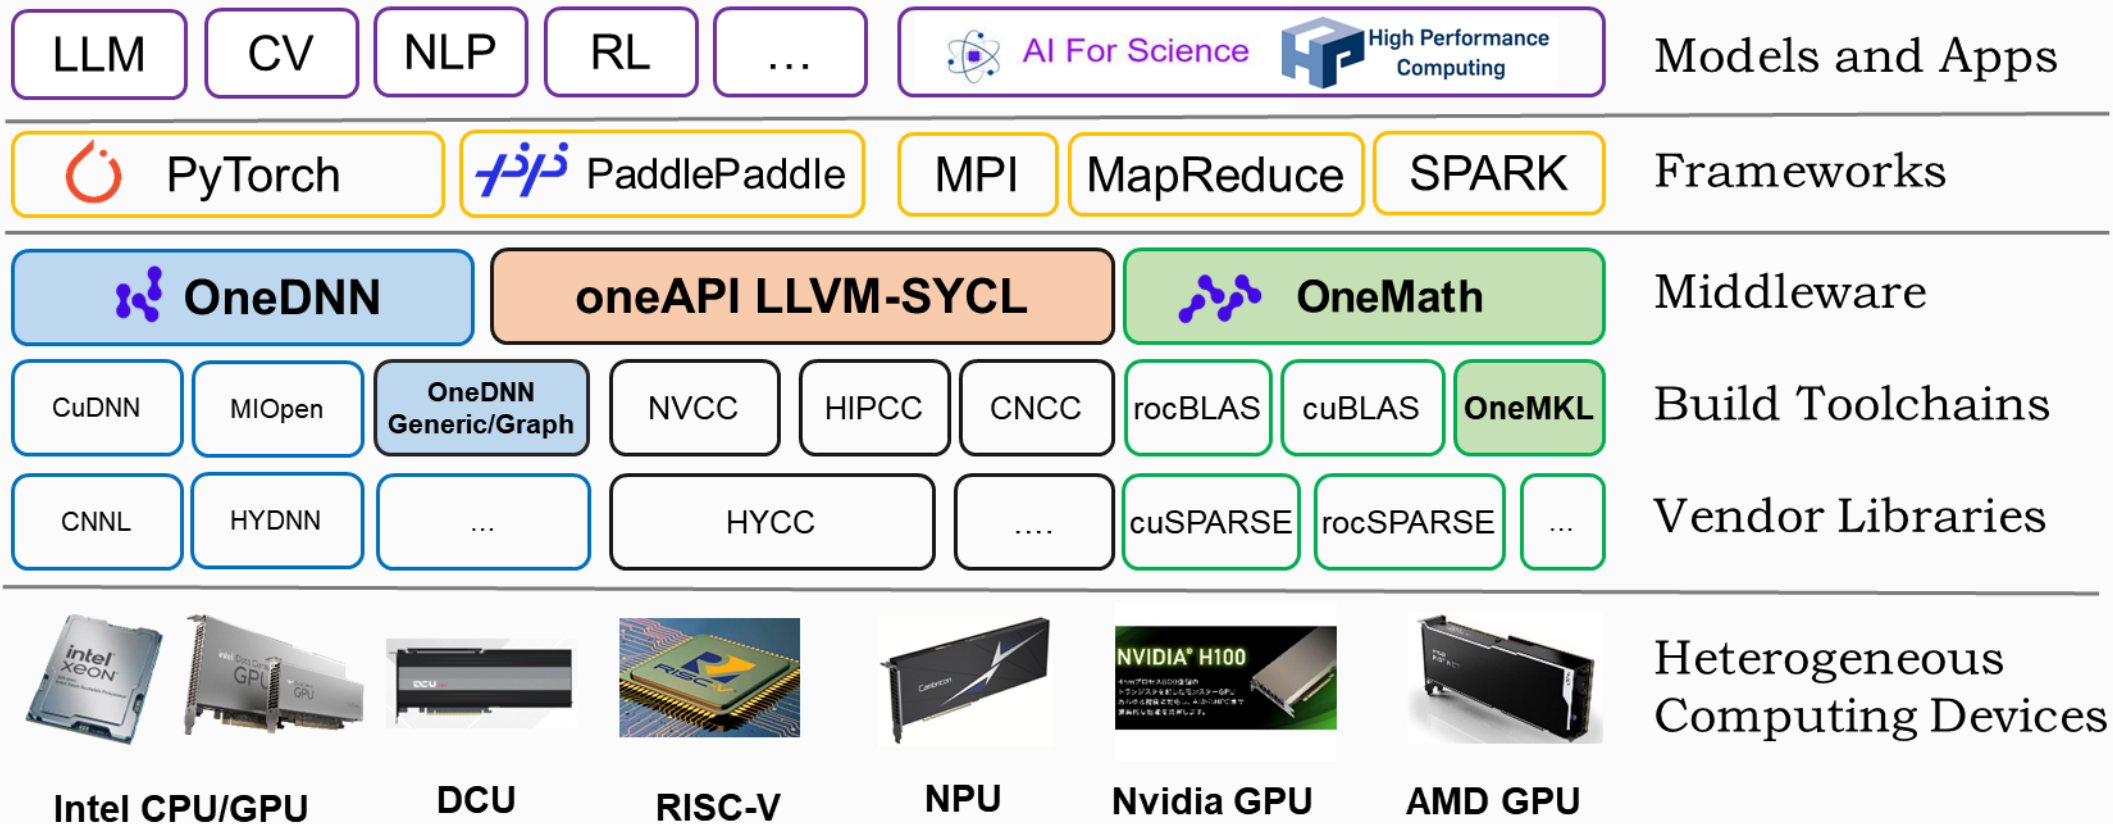 LLM
CV
NLP
RL
...
AI For Science
High Performance
Computing
Models and Apps
PyTorch
PaddlePaddle
MPI
MapReduce
SPARK
Frameworks
OneDNN
oneAPI LLVM-SYCL
OneMath
Middleware
CuDNN
MIOpen
OneDNN
Generic/Graph
NVCC
HIPCC
CNCC
rocBLAS
cuBLAS
OneMKL
Build Toolchains
CNNL
HYDNN
...
HYCC
....
cuSPARSE
rocSPARSE
...
Vendor Libraries
intel
XEON
GPU
GPU
DCU
RISC-V
Cambricon
NVIDIA® H100
Heterogeneous
Computing Devices
Intel CPU/GPU
DCU
RISC-V
NPU
Nvidia GPU
AMD GPU